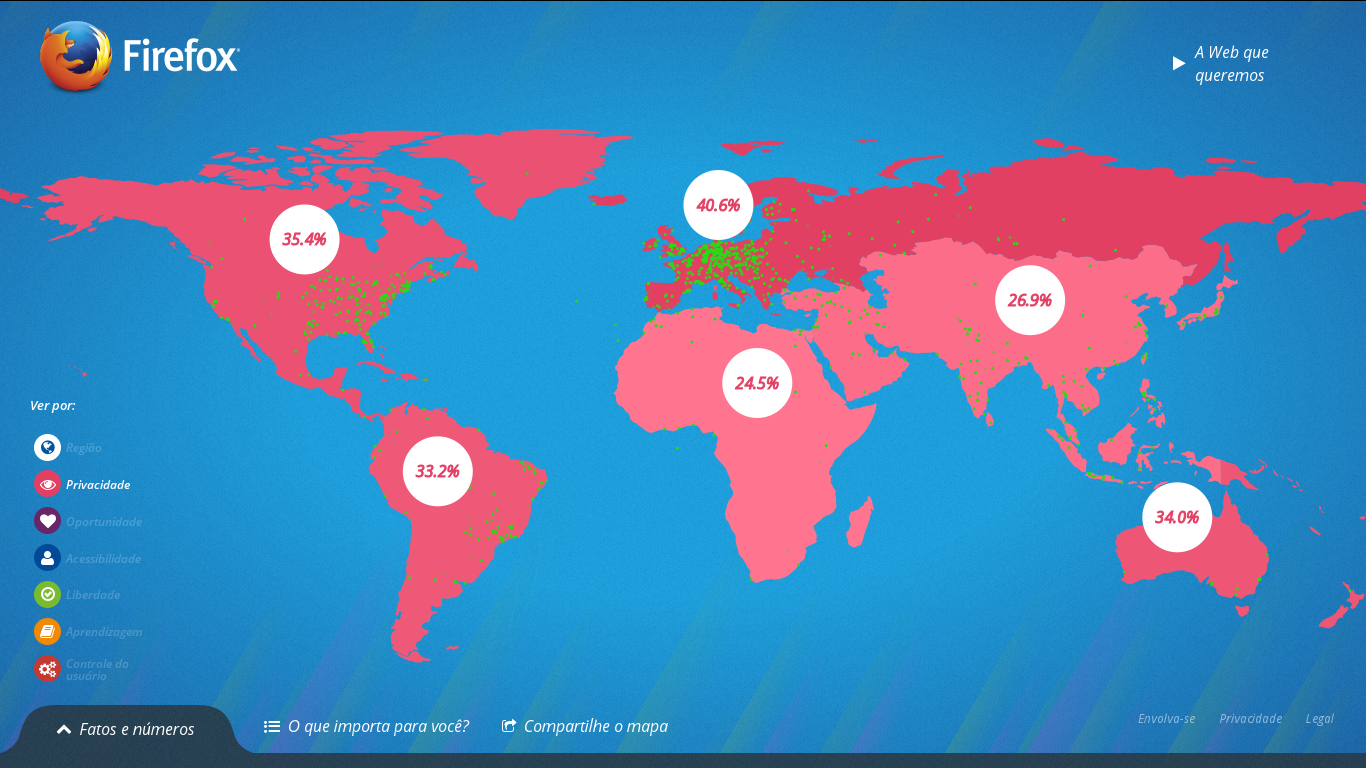 Firefox
A Web que
queremos
40.6%
35.4%
26.9%
24.5%
33.2%
34.0%
Ver por:
Região
Privacidade
Oportunidade
Acessibilidade
Liberdade
Aprendizagem
Controle do
usuário
Fatos e números
O que importa para você?
Compartilhe o mapa
Envolva-se
Privacidade
Legal